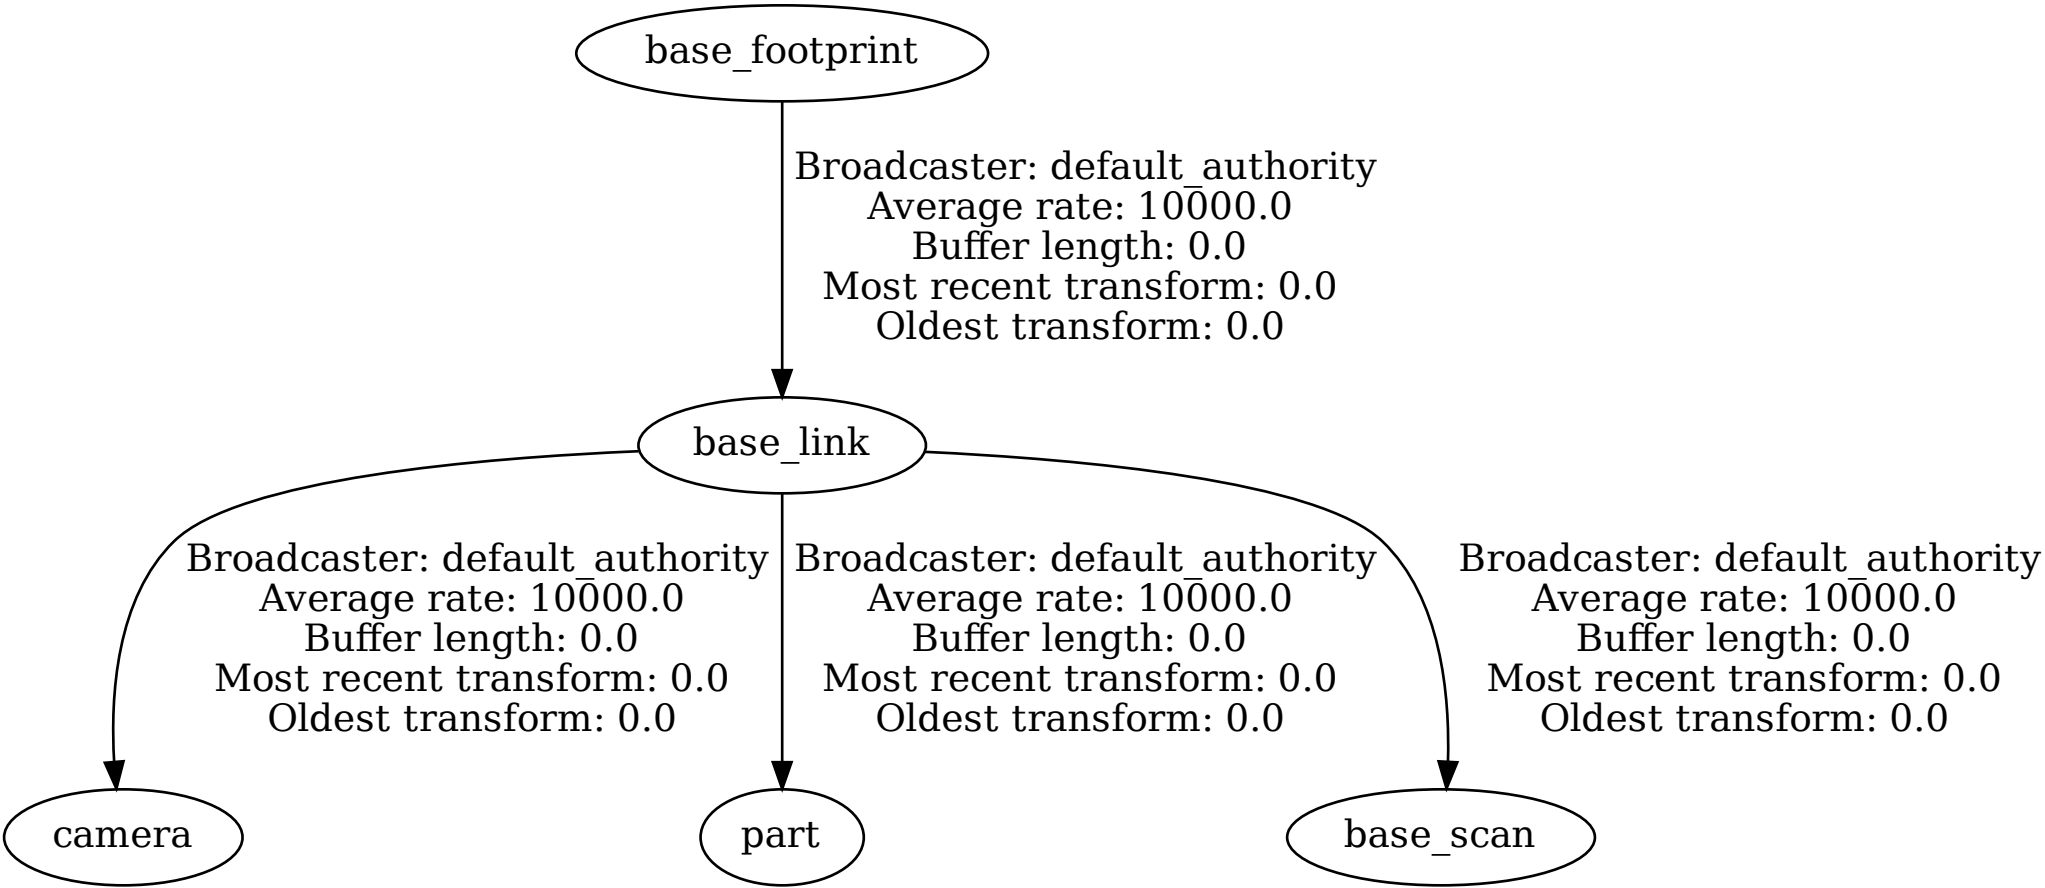 base_footprint
Broadcaster: default_authority
Average rate: 10000.0
Buffer length: 0.0
Most recent transform: 0.0
Oldest transform: 0.0
base_link
Broadcaster: default_authority
Average rate: 10000.0
Buffer length: 0.0
Most recent transform: 0.0
Oldest transform: 0.0
Broadcaster: default_authority
Average rate: 10000.0
Buffer length: 0.0
Most recent transform: 0.0
Oldest transform: 0.0
Broadcaster: default_authority
Average rate: 10000.0
Buffer length: 0.0
Most recent transform: 0.0
Oldest transform: 0.0
camera
part
base_scan